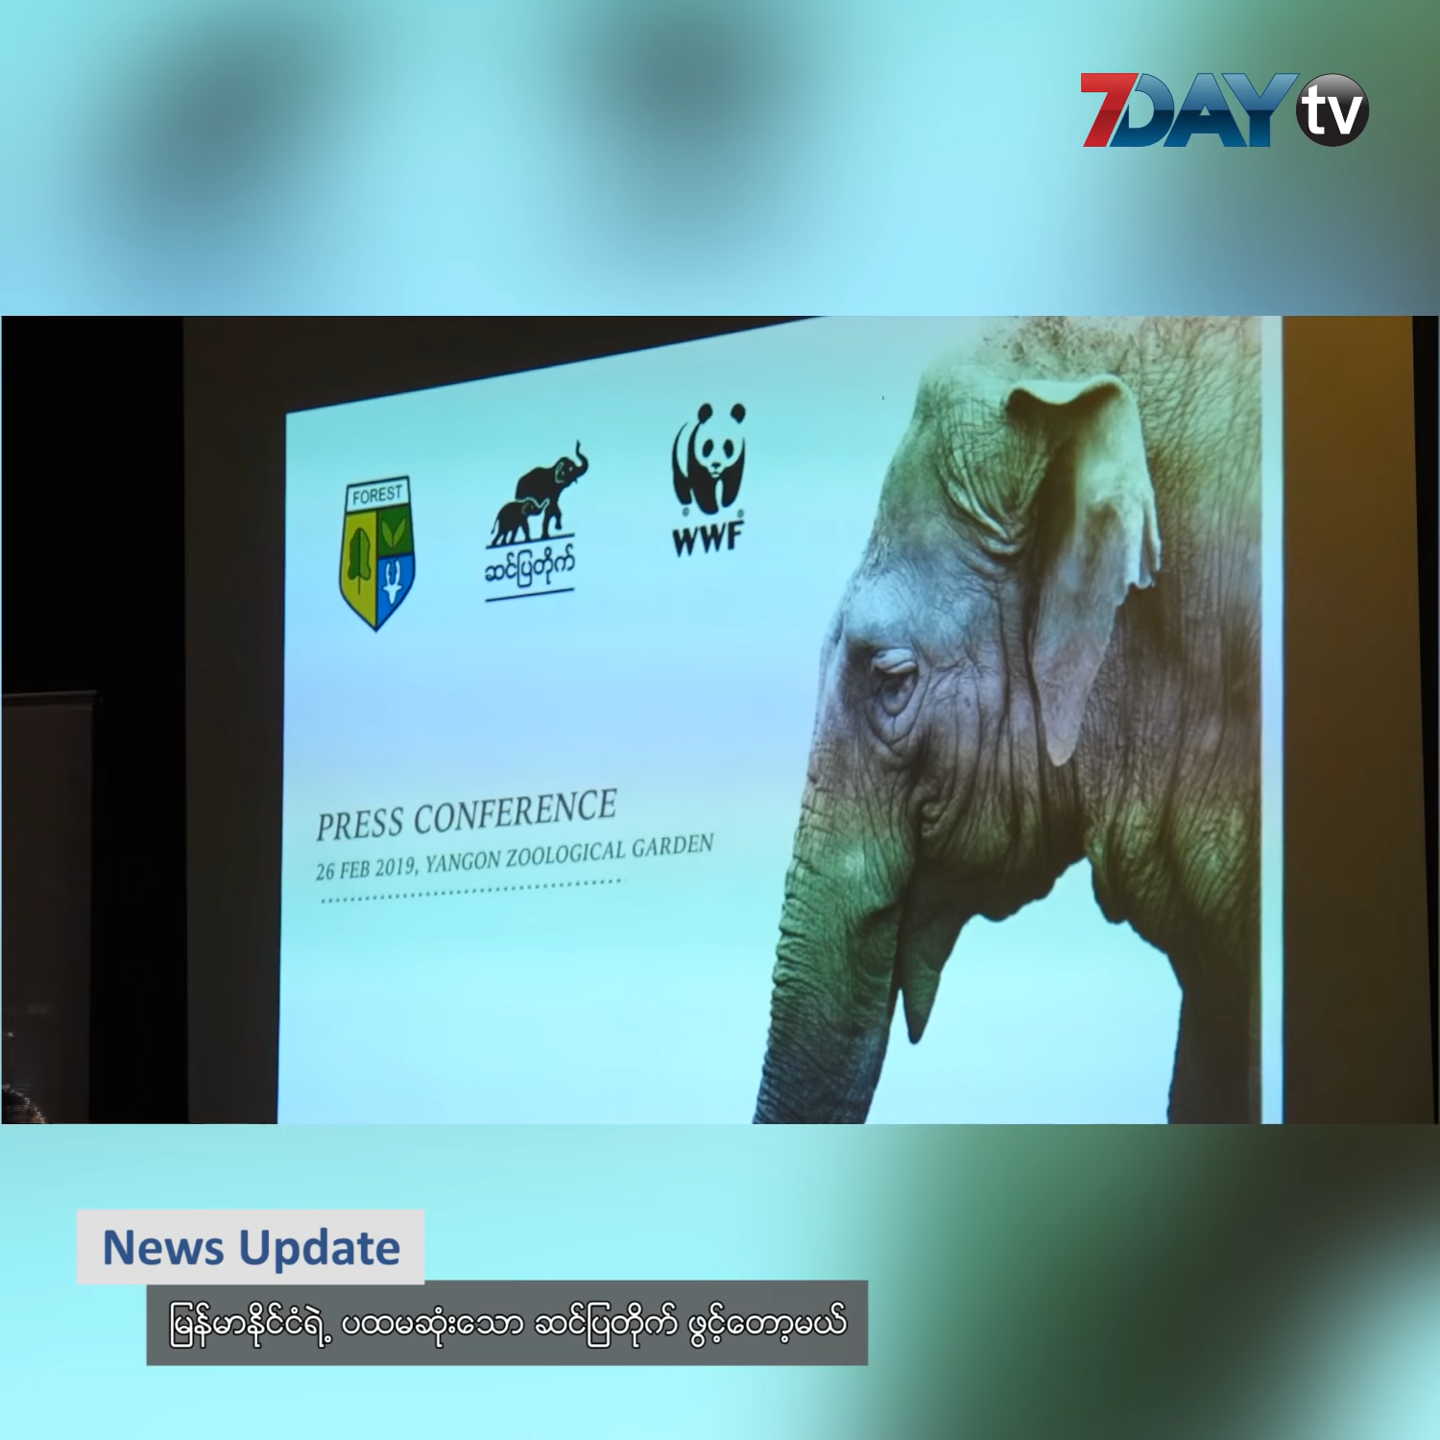 7DAY tv
FOREST
ဆင်ပြတိုက်
WWF
PRESS CONFERENCE
26 FEB 2019, YANGON ZOOLOGICAL GARDEN
News Update
မြန်မာနိုင်ငံရဲ့ ပထမဆုံးသော ဆင်ပြတိုက် ဖွင့်တော့မယ်